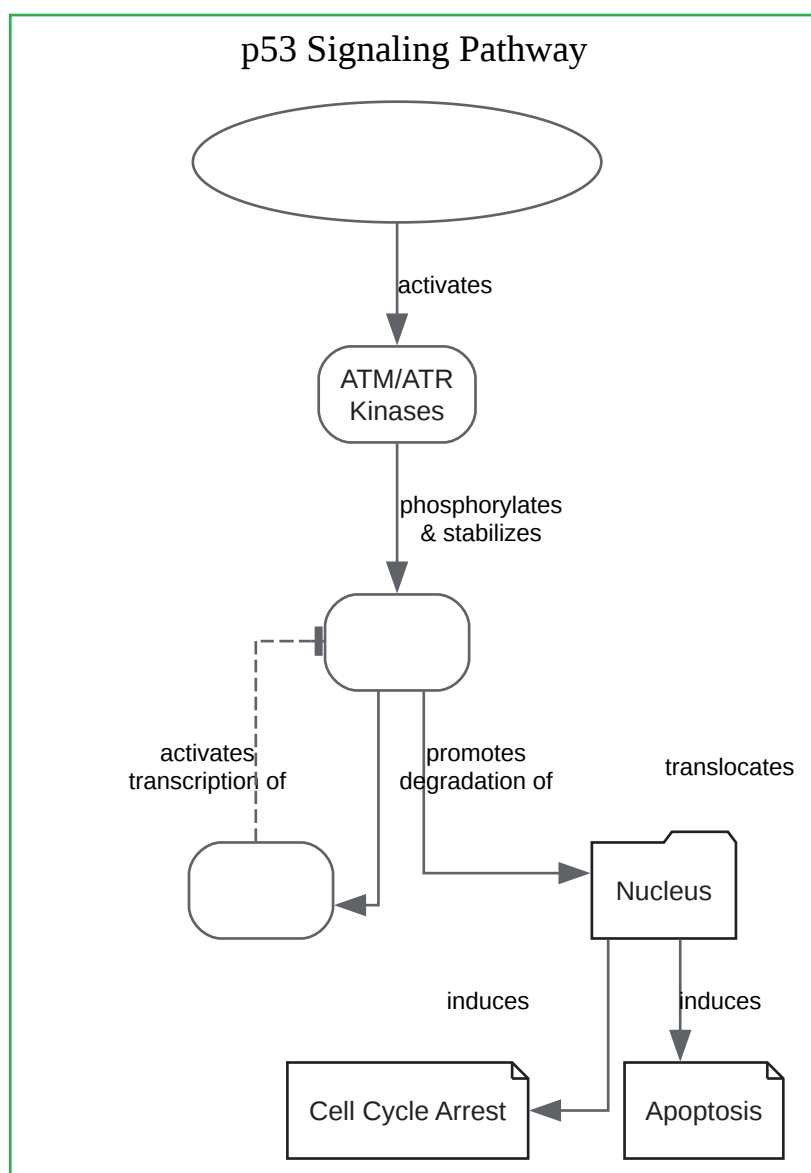 p53 Signaling Pathway
activates
ATM/ATR
Kinases
phosphorylates
& stabilizes
activates
transcription of
promotes
degradation of
translocates
Nucleus
induces
induces
Cell Cycle Arrest
Apoptosis